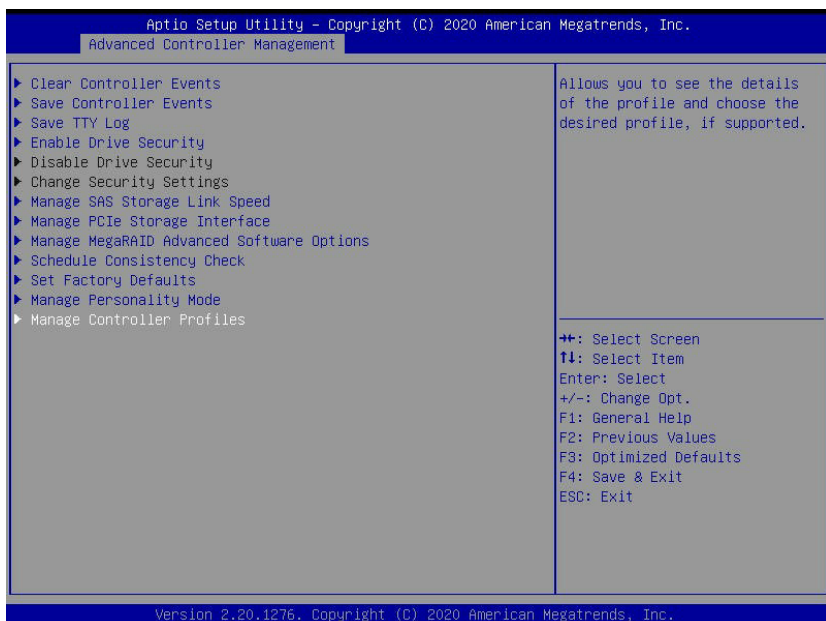 Aptio Setup Utility – Copyright (C) 2020 American Megatrends, Inc.
Advanced Controller Management
▶ Clear Controller Events
▶ Save Controller Events
▶ Save TTY Log
▶ Enable Drive Security
▶ Disable Drive Security
▶ Change Security Settings
▶ Manage SAS Storage Link Speed
▶ Manage PCIe Storage Interface
▶ Manage MegaRAID Advanced Software Options
▶ Schedule Consistency Check
▶ Set Factory Defaults
▶ Manage Personality Mode
▶ Manage Controller Profiles
Allows you to see the details
of the profile and choose the
desired profile, if supported.
→←: Select Screen
↑↓: Select Item
Enter: Select
+/-: Change Opt.
F1: General Help
F2: Previous Values
F3: Optimized Defaults
F4: Save & Exit
ESC: Exit
Version 2.20.1276. Copyright (C) 2020 American Megatrends, Inc.